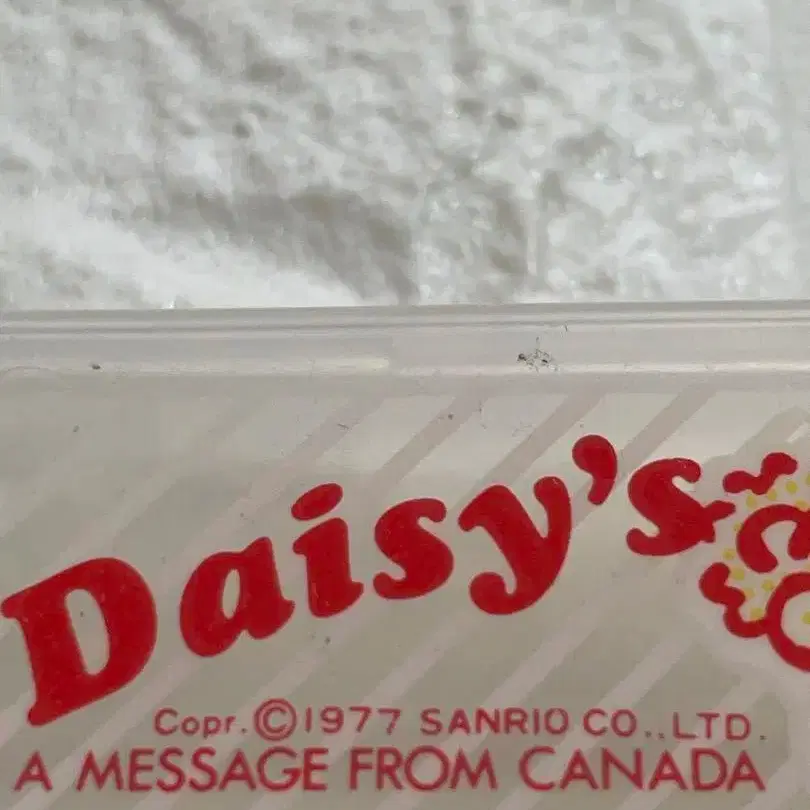 Daisy's
Copr.©1977 SANRIO CO.,LTD.
A MESSAGE FROM CANADA